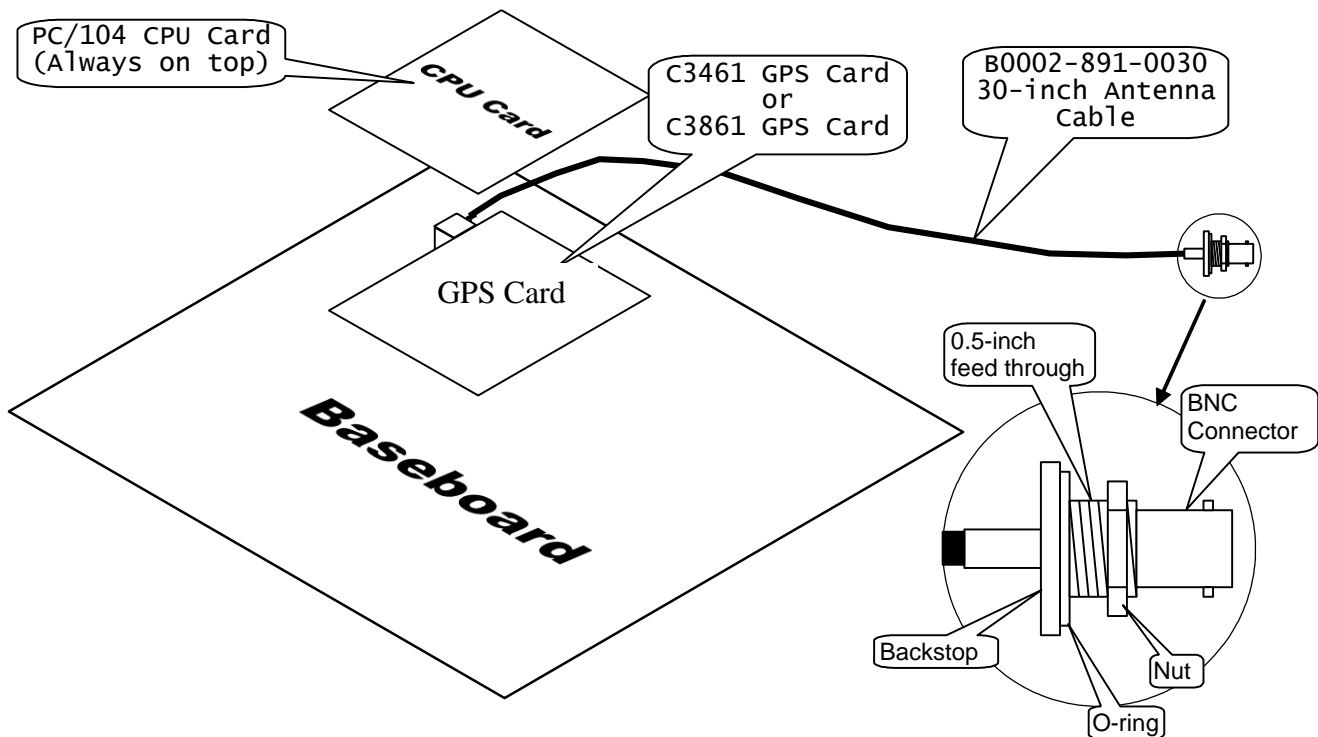 PC/104 CPU Card
(Always on top)
CPU Card
C3461 GPS Card
or
C3861 GPS Card
B0002-891-0030
30-inch Antenna
Cable
GPS Card
Baseboard
0.5-inch
feed through
BNC
Connector
Backstop
Nut
O-ring